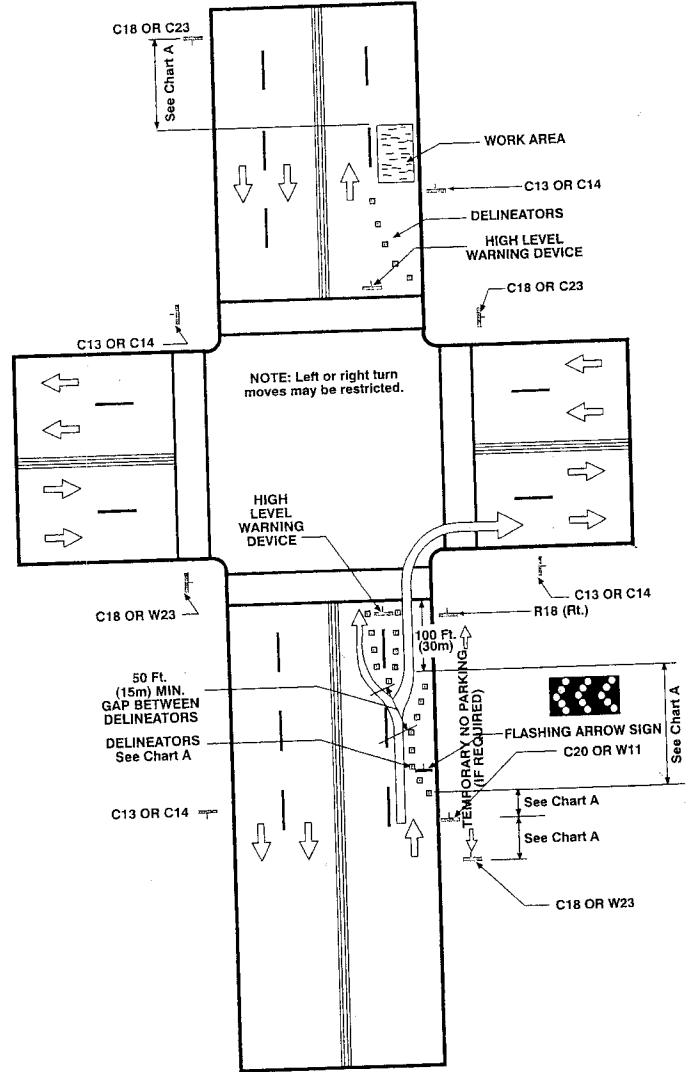 C18 OR C23
See Chart A
WORK AREA
C13 OR C14
DELINEATORS
HIGH LEVEL
WARNING DEVICE
C18 OR C23
C13 OR C14
NOTE: Left or right turn
moves may be restricted.
HIGH
LEVEL
WARNING
DEVICE
C13 OR C14
C18 OR W23
R18 (Rt.)
100 Ft.
(30m)
50 Ft.
(15m) MIN.
GAP BETWEEN
DELINEATORS
TEMPORARY NO PARKING
(IF REQUIRED)
See Chart A
FLASHING ARROW SIGN
DELINEATORS
See Chart A
C20 OR W11
See Chart A
C13 OR C14
See Chart A
C18 OR W23